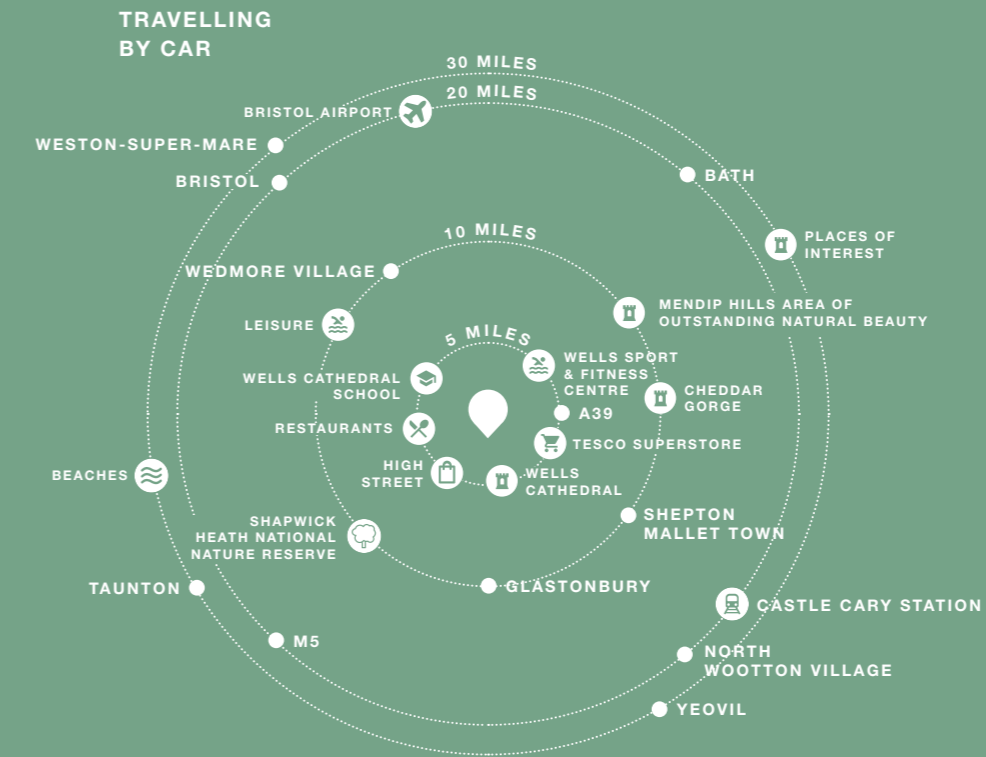 TRAVELLING
BY CAR
30 MILES
20 MILES
BRISTOL AIRPORT
WESTON-SUPER-MARE
BRISTOL
BATH
PLACES OF
INTEREST
10 MILES
WEDMORE VILLAGE
LEISURE
MENDIP HILLS AREA OF
OUTSTANDING NATURAL BEAUTY
5 MILES
WELLS SPORT
& FITNESS
CENTRE
WELLS CATHEDRAL
SCHOOL
CHEDDAR
GORGE
A39
RESTAURANTS
TESCO SUPERSTORE
HIGH
STREET
WELLS
CATHEDRAL
BEACHES
SHEPTON
MALLET TOWN
SHAPWICK
HEATH NATIONAL
NATURE RESERVE
TAUNTON
GLASTONBURY
CASTLE CARY STATION
M5
NORTH
WOOTTON VILLAGE
YEOVIL